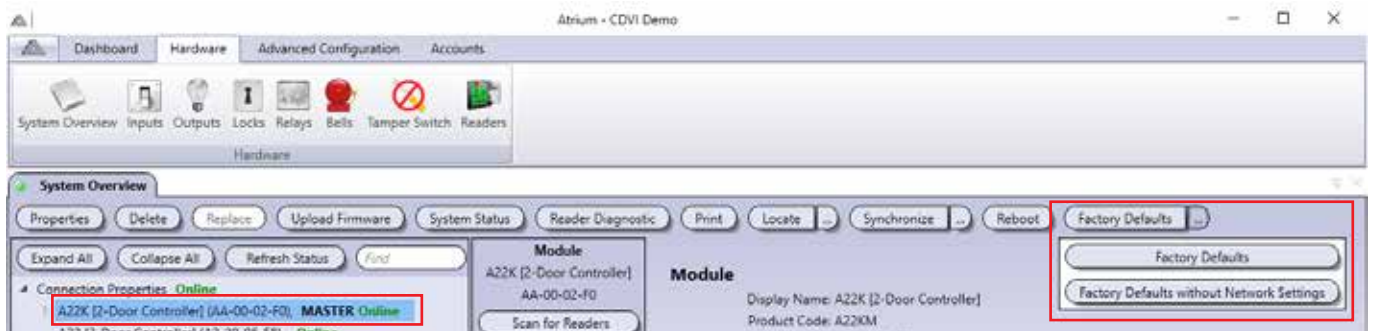 Atrium - CDVI Demo
Dashboard Hardware Advanced Configuration Accounts
System Overview Inputs Outputs Locks Relays Bells Tamper Switch Readers
Hardware
System Overview
Properties Delete Replace Upload Firmware System Status Reader Diagnostic Print Locate ... Synchronize ... Reboot Factory Defaults ...
Expand All Collapse All Refresh Status Find
Module
A22K [2-Door Controller]
AA-00-02-F0
Scan for Readers
Module
Display Name: A22K [2-Door Controller]
Product Code: A22KM
Factory Defaults
Factory Defaults without Network Settings
Connection Properties Online
A22K [2-Door Controller] (AA-00-02-F0), MASTER Online